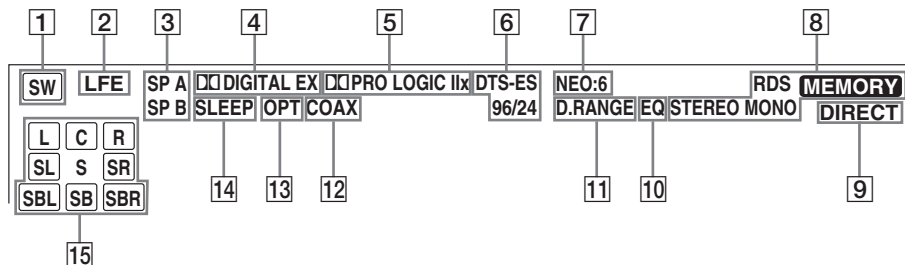 1 2 3 4 5 6 7 8
SW LFE SP A DIGITAL EX PRO LOGIC IIx DTS-ES NEO:6 RDS MEMORY
SP B SLEEP OPT COAX 96/24 D.RANGE EQ STEREO MONO DIRECT
L C R
SL S SR
SBL SB SBR
14 13 12 11 10 9
15